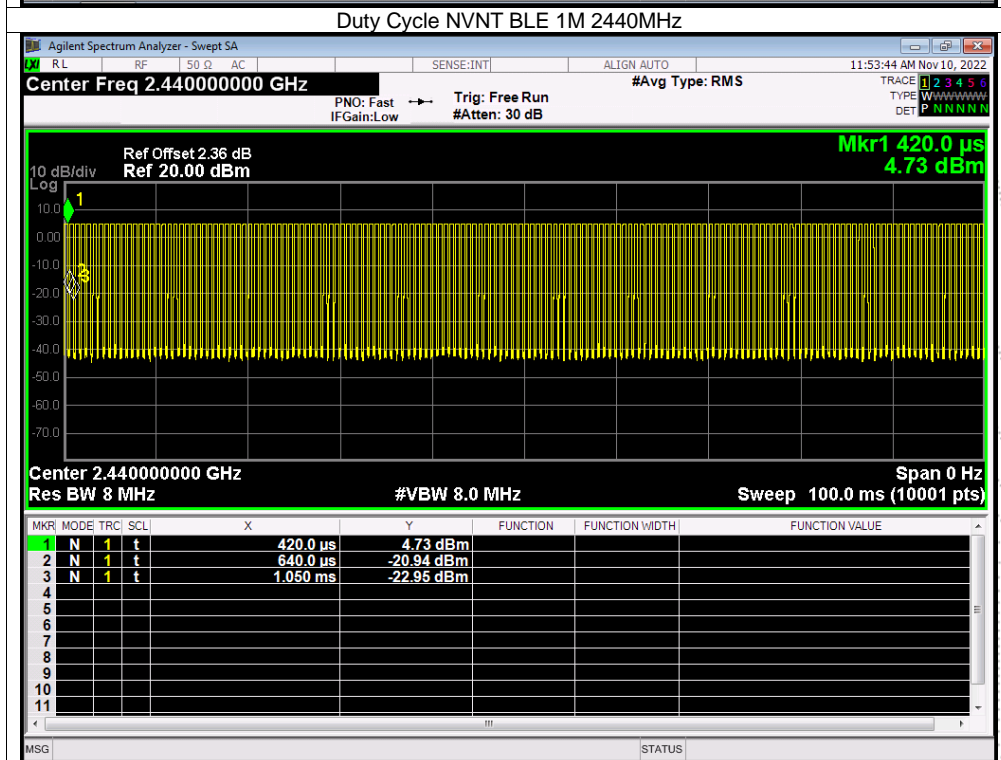 Duty Cycle NVNT BLE 1M 2440MHz
Agilent Spectrum Analyzer - Swept SA
LXI RL RF 50 Ω AC SENSE:INT ALIGN AUTO 11:53:44 AM Nov 10, 2022
Center Freq 2.440000000 GHz #Avg Type: RMS TRACE 1 2 3 4 5 6
PNO: Fast Trig: Free Run TYPE WWWWWW
IFGain:Low #Atten: 30 dB DET P N N N N N
Mkr1 420.0 µs
Ref Offset 2.36 dB
10 dB/div Ref 20.00 dBm 4.73 dBm
Log
1
10.0
0.00
-10.0
2
3
-20.0
-30.0
-40.0
-50.0
-60.0
-70.0
Center 2.440000000 GHz Span 0 Hz
Res BW 8 MHz #VBW 8.0 MHz Sweep 100.0 ms (10001 pts)
MKR MODE TRC SCL X Y FUNCTION FUNCTION WIDTH FUNCTION VALUE
1 N 1 t 420.0 µs 4.73 dBm
2 N 1 t 640.0 µs -20.94 dBm
3 N 1 t 1.050 ms -22.95 dBm
4
5
6
7
8
9
10
11
MSG STATUS